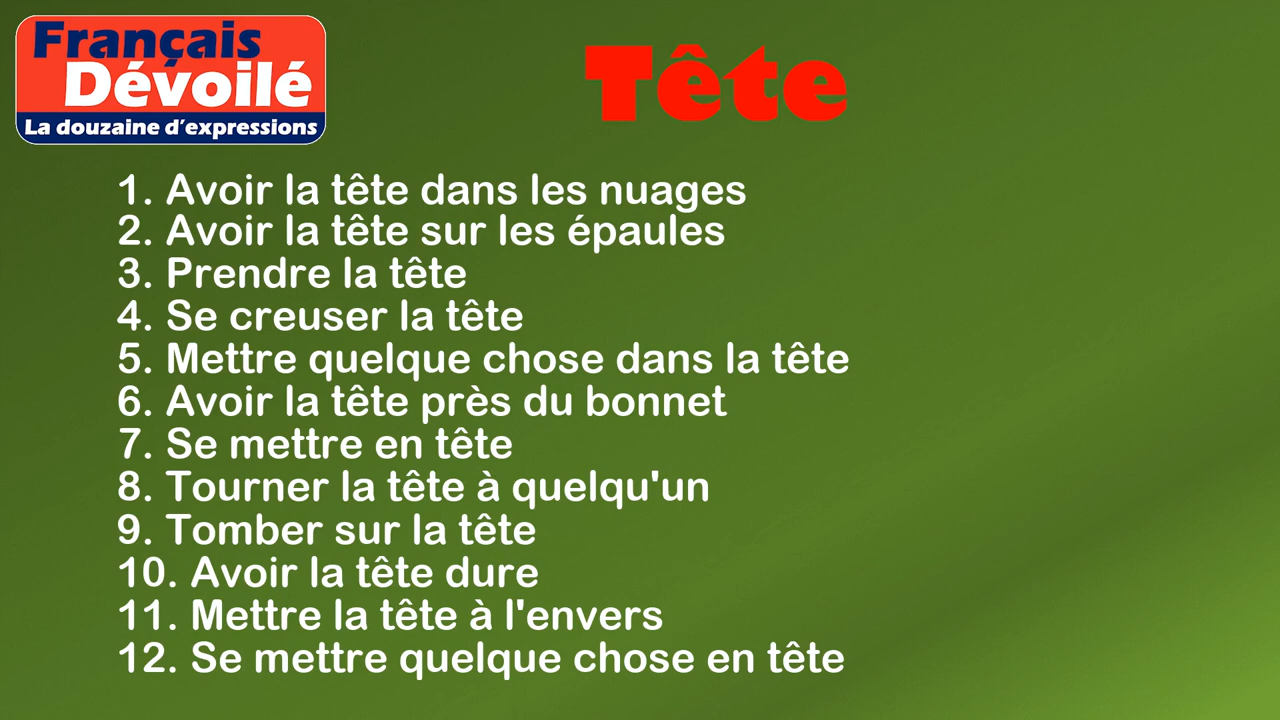 Français
Dévoilé
La douzaine d'expressions
Tête
1. Avoir la tête dans les nuages
2. Avoir la tête sur les épaules
3. Prendre la tête
4. Se creuser la tête
5. Mettre quelque chose dans la tête
6. Avoir la tête près du bonnet
7. Se mettre en tête
8. Tourner la tête à quelqu'un
9. Tomber sur la tête
10. Avoir la tête dure
11. Mettre la tête à l'envers
12. Se mettre quelque chose en tête